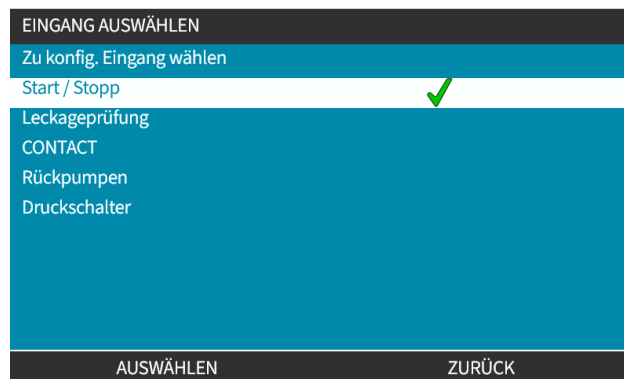 EINGANG AUSWÄHLEN
Zu konfig. Eingang wählen
Start / Stopp
Leckageprüfung
CONTACT
Rückpumpen
Druckschalter
AUSWÄHLEN ZURÜCK